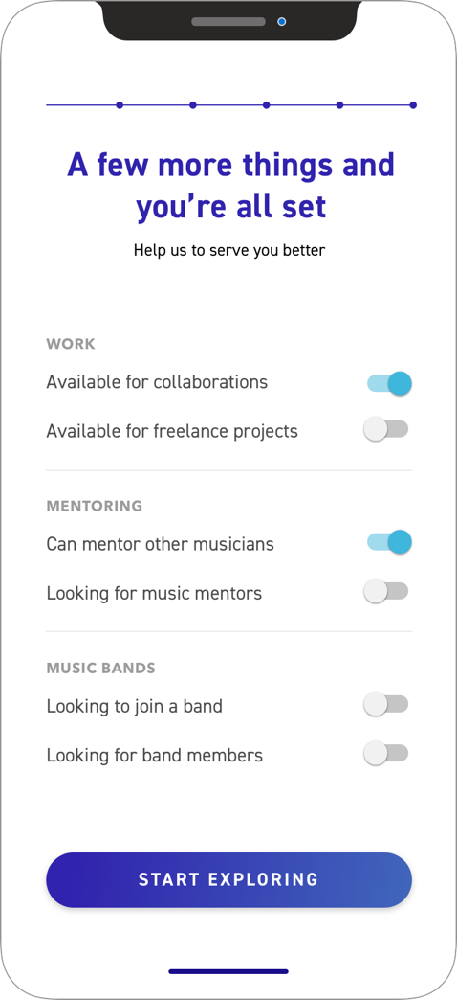 A few more things and
you’re all set
Help us to serve you better
WORK
Available for collaborations
Available for freelance projects
MENTORING
Can mentor other musicians
Looking for music mentors
MUSIC BANDS
Looking to join a band
Looking for band members
START EXPLORING